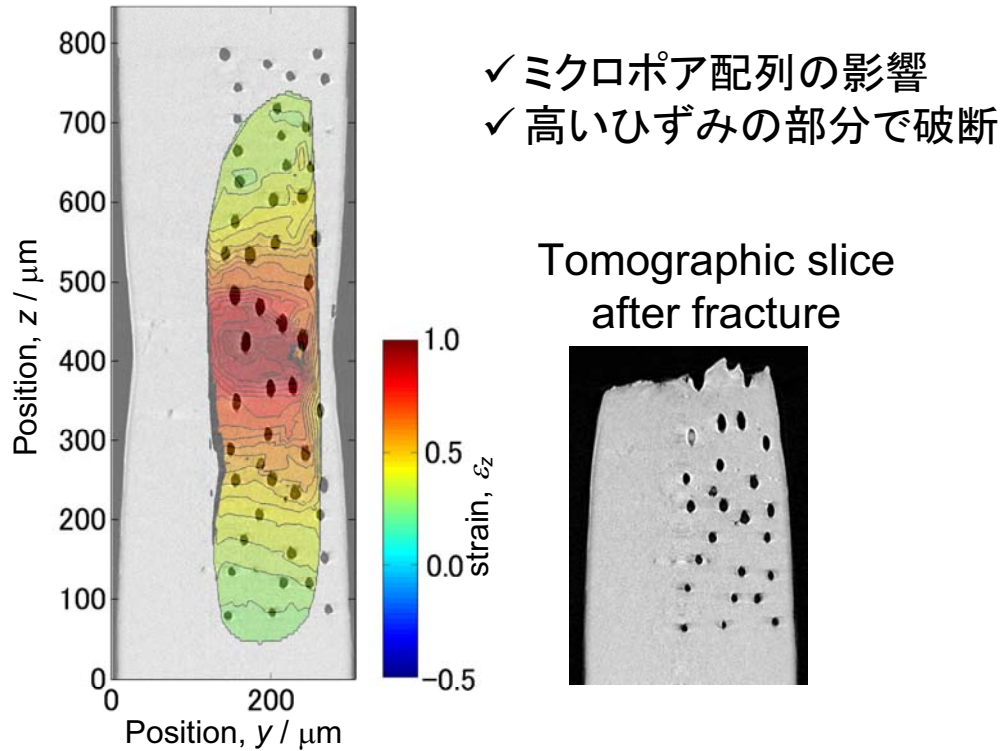 800
700
600
500
400
300
200
100
0
0
200
Position, z / μm
Position, y / μm
1.0
0.5
0.0
−0.5
strain, εz
✓ ミクロポア配列の影響
✓ 高いひずみの部分で破断
Tomographic slice
after fracture